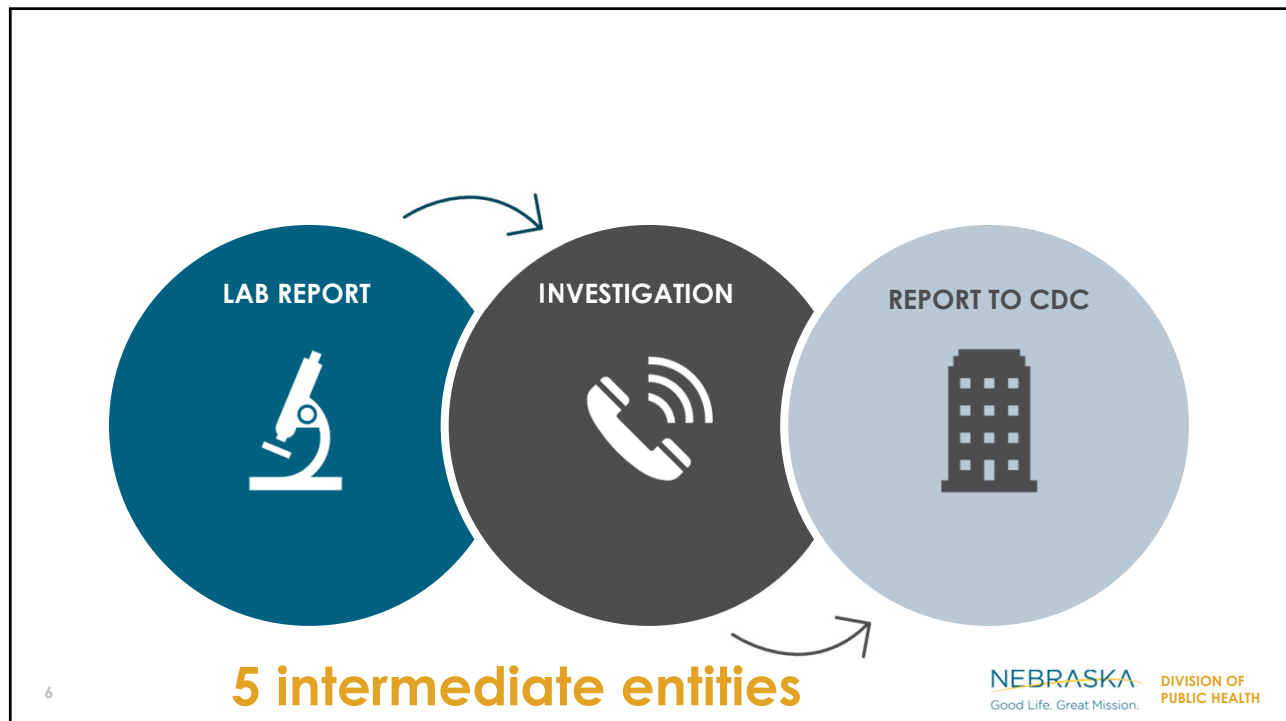 LAB REPORT
INVESTIGATION
REPORT TO CDC
5 intermediate entities
6
NEBRASKA
Good Life. Great Mission.
DIVISION OF
PUBLIC HEALTH